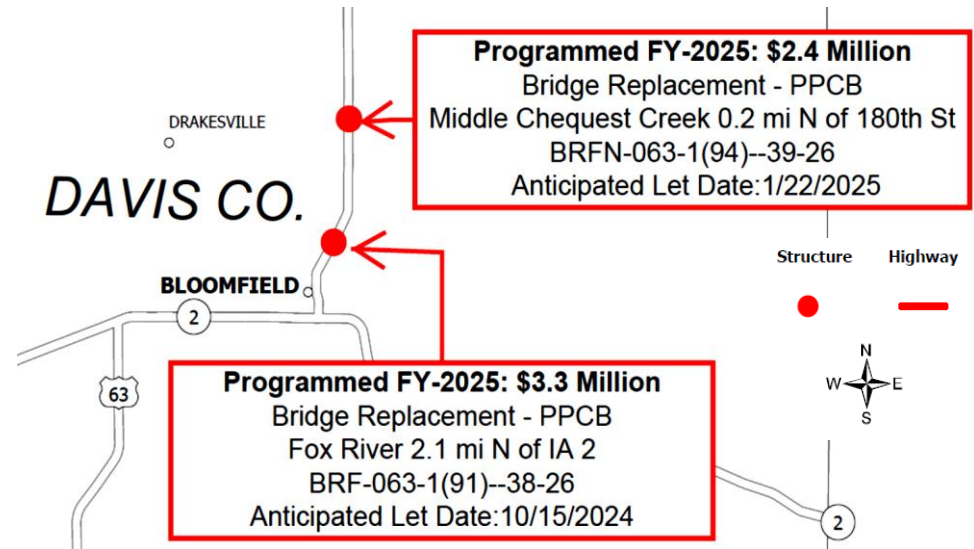 Programmed FY-2025: $2.4 Million
Bridge Replacement - PPCB
Middle Chequest Creek 0.2 mi N of 180th St
BRFN-063-1(94)--39-26
Anticipated Let Date:1/22/2025
DRAKESVILLE
DAVIS CO.
Structure Highway
BLOOMFIELD
2
63
N
W E
S
Programmed FY-2025: $3.3 Million
Bridge Replacement - PPCB
Fox River 2.1 mi N of IA 2
BRF-063-1(91)--38-26
Anticipated Let Date:10/15/2024
2